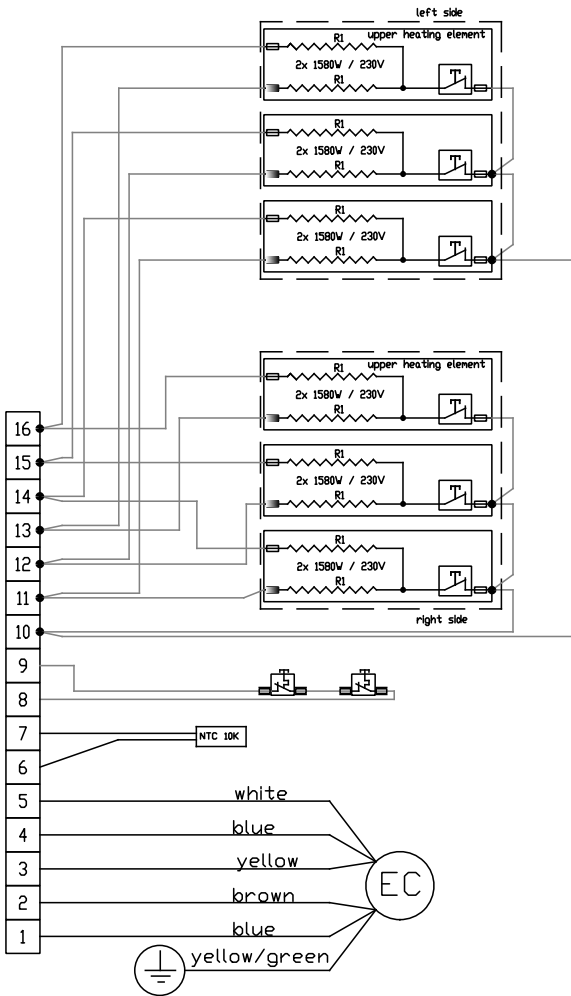 left side
upper heating element
R1
2x 1580W / 230V
R1
R1
2x 1580W / 230V
R1
R1
2x 1580W / 230V
R1
upper heating element
R1
2x 1580W / 230V
R1
R1
2x 1580W / 230V
R1
R1
2x 1580W / 230V
R1
right side
16
15
14
13
12
11
10
9
8
7
NTC 10K
6
5
white
4
blue
3
yellow
EC
2
brown
1
blue
yellow/green